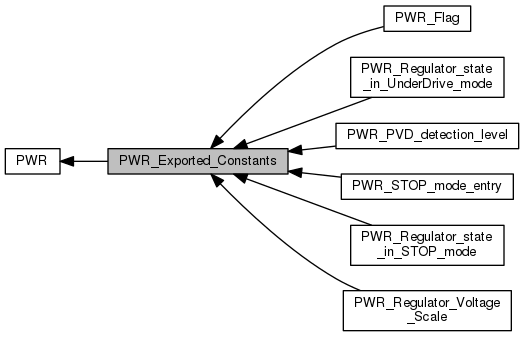 PWR_Flag
PWR_Regulator_state
_in_UnderDrive_mode
PWR_PVD_detection_level
PWR
PWR_Exported_Constants
PWR_STOP_mode_entry
PWR_Regulator_state
_in_STOP_mode
PWR_Regulator_Voltage
_Scale